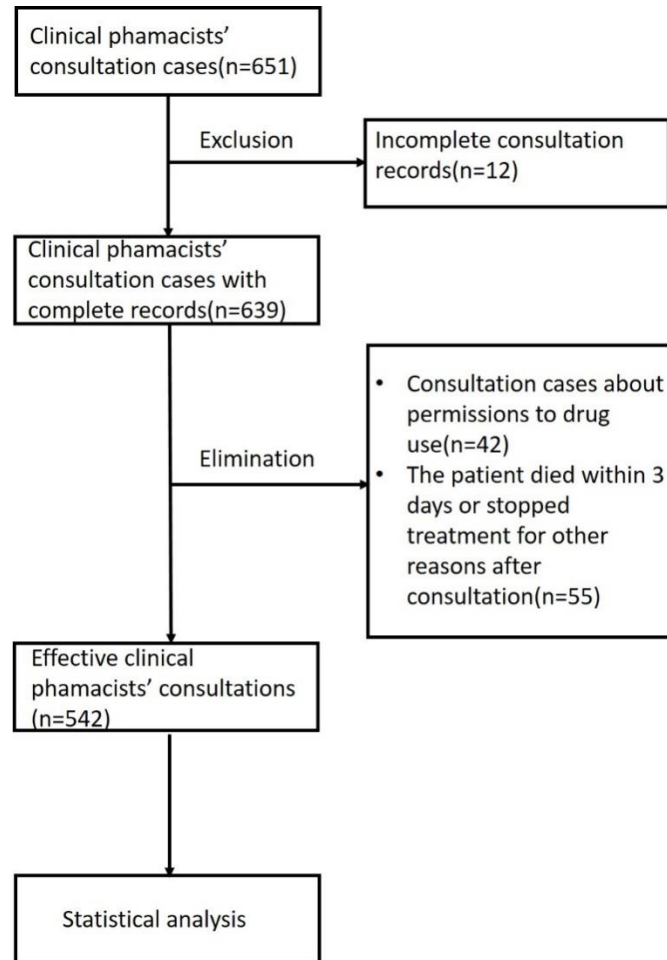 Clinical phamacists’
consultation cases(n=651)
Exclusion
Incomplete consultation
records(n=12)
Clinical phamacists’
consultation cases with
complete records(n=639)
Elimination
• Consultation cases about
permissions to drug
use(n=42)
• The patient died within 3
days or stopped
treatment for other
reasons after
consultation(n=55)
Effective clinical
phamacists’ consultations
(n=542)
Statistical analysis